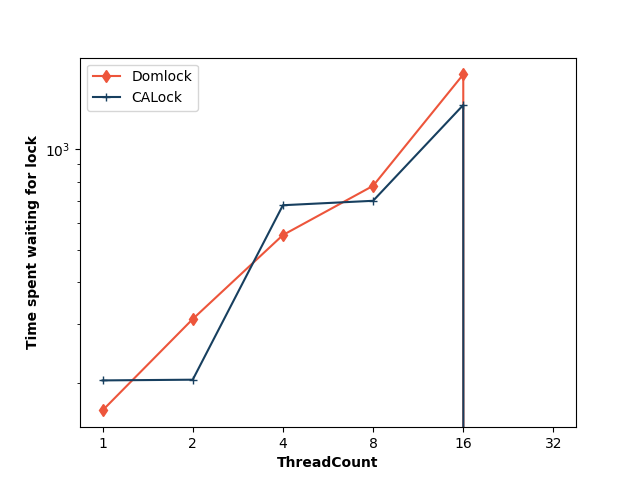 Domlock
CALock
10³
Time spent waiting for lock
1 2 4 8 16 32
ThreadCount